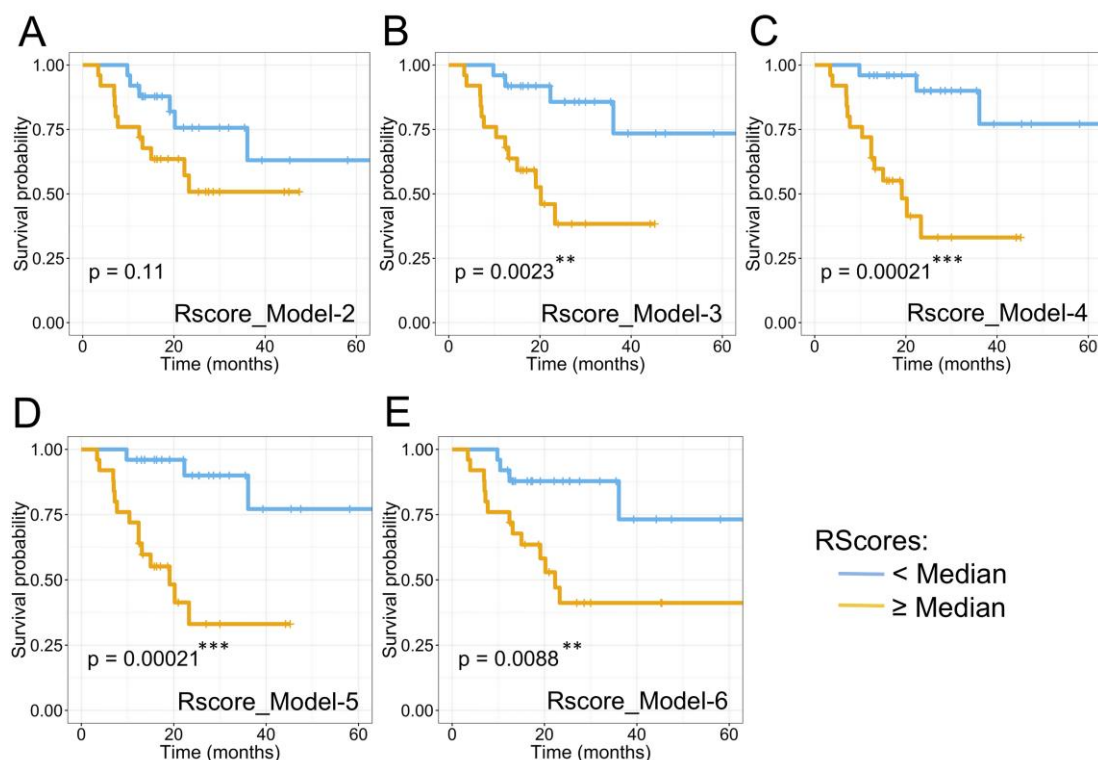 A
1.00
0.75
0.50
0.25
0.00
Survival probability
p = 0.11
Rscore_Model-2
0 20 40 60
Time (months)
B
1.00
0.75
0.50
0.25
0.00
Survival probability
p = 0.0023**
Rscore_Model-3
0 20 40 60
Time (months)
C
1.00
0.75
0.50
0.25
0.00
Survival probability
p = 0.00021***
Rscore_Model-4
0 20 40 60
Time (months)
D
1.00
0.75
0.50
0.25
0.00
Survival probability
p = 0.00021***
Rscore_Model-5
0 20 40 60
Time (months)
E
1.00
0.75
0.50
0.25
0.00
Survival probability
p = 0.0088**
Rscore_Model-6
0 20 40 60
Time (months)
RScores:
< Median
≥ Median